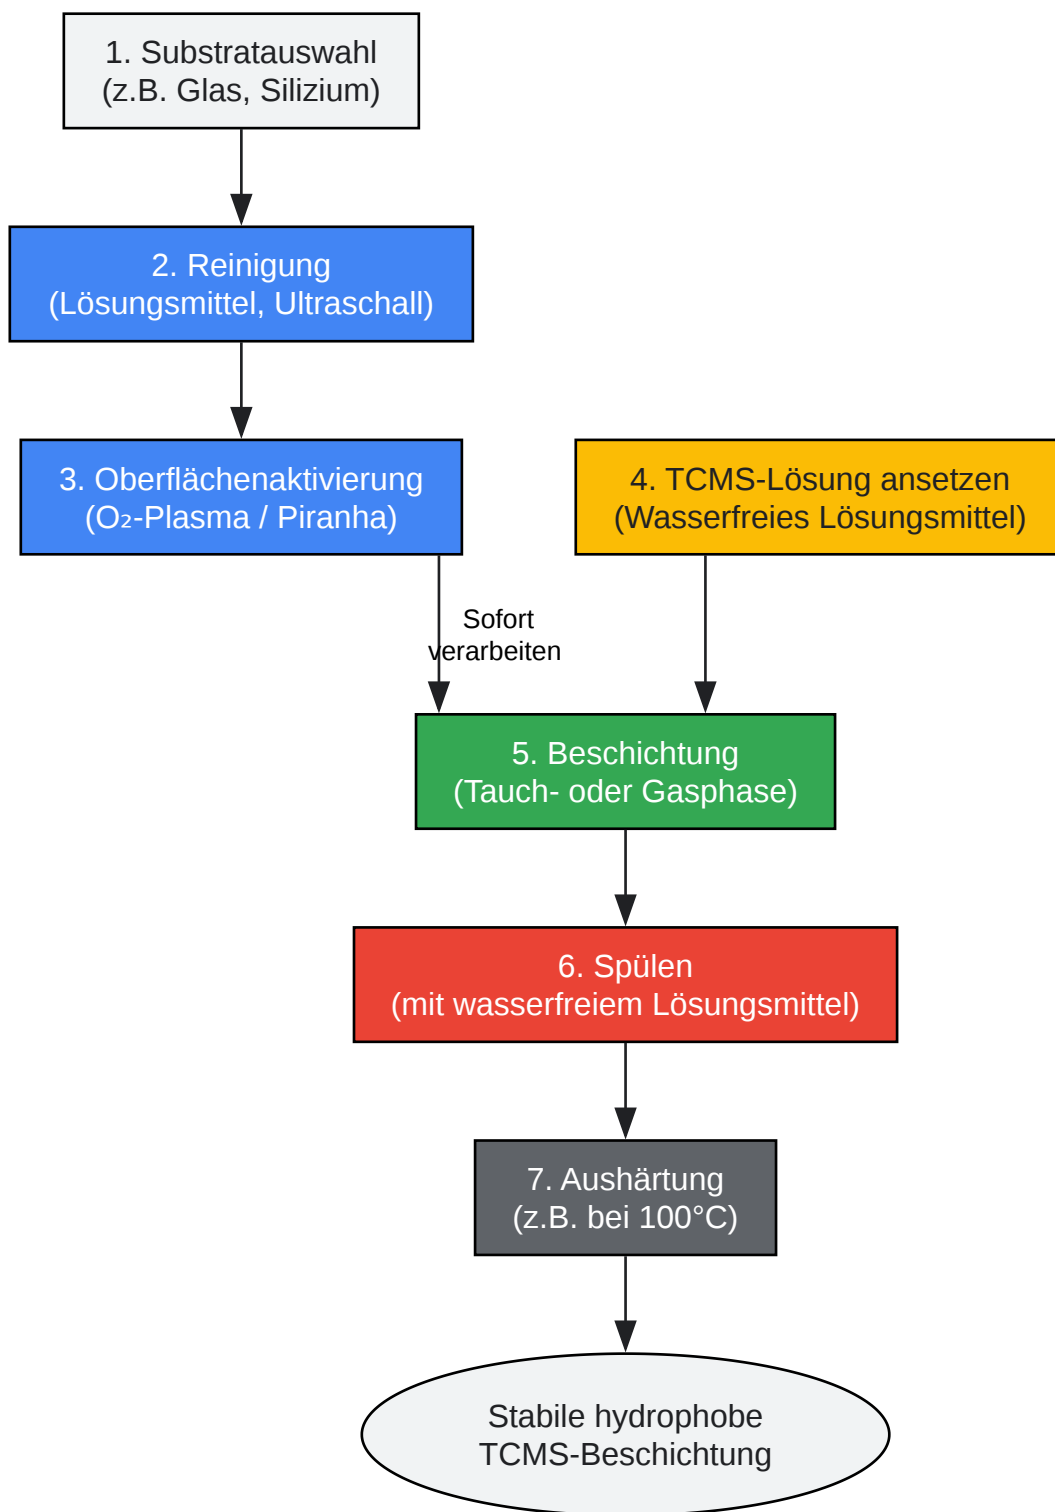 1. Substratauswahl
(z.B. Glas, Silizium)
2. Reinigung
(Lösungsmittel, Ultraschall)
3. Oberflächenaktivierung
(O₂-Plasma / Piranha)
4. TCMS-Lösung ansetzen
(Wasserfreies Lösungsmittel)
Sofort
verarbeiten
5. Beschichtung
(Tauch- oder Gasphase)
6. Spülen
(mit wasserfreiem Lösungsmittel)
7. Aushärtung
(z.B. bei 100°C)
Stabile hydrophobe
TCMS-Beschichtung